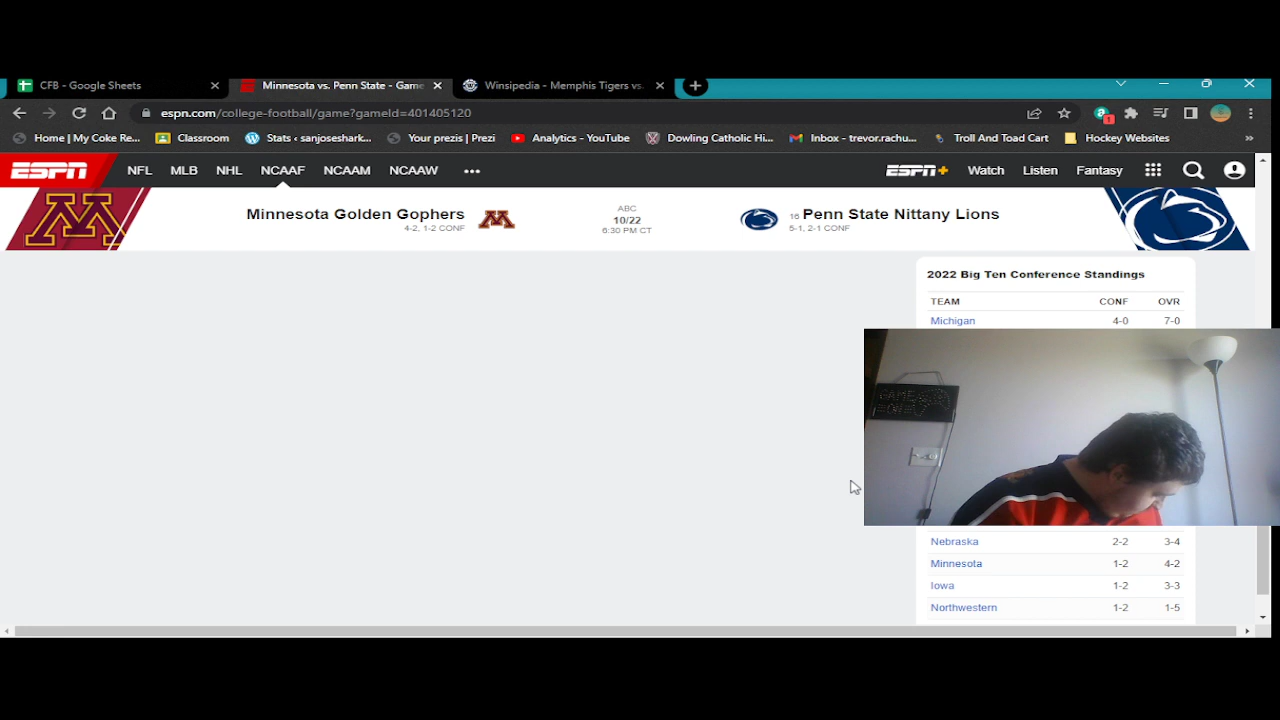 CFB - Google Sheets
Minnesota vs. Penn State - Game
Winsipedia - Memphis Tigers vs.
espn.com/college-football/game?gameId=401405120
Home | My Coke Re...
Classroom
Stats ‹ sanjoseshark...
Your prezis | Prezi
Analytics - YouTube
Dowling Catholic Hi...
Inbox - trevor.rachu...
Troll And Toad Cart
Hockey Websites
»
ESPN
NFL
MLB
NHL
NCAAF
NCAAM
NCAAW
ESPN+
Watch
Listen
Fantasy
M
Minnesota Golden Gophers
4-2, 1-2 CONF
M
ABC
10/22
6:30 PM CT
16 Penn State Nittany Lions
5-1, 2-1 CONF
2022 Big Ten Conference Standings
TEAM CONF OVR
Michigan 4-0 7-0
Nebraska 2-2 3-4
Minnesota 1-2 4-2
Iowa 1-2 3-3
Northwestern 1-2 1-5